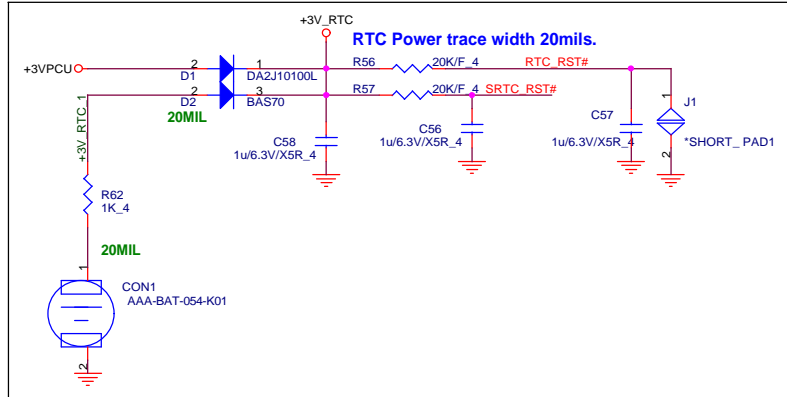 +3V_RTC
RTC Power trace width 20mils.
+3VPCU
2
D1
1
DA2J10100L
R56
20K/F_4
RTC_RST#
2
D2
3
BAS70
R57
20K/F_4
SRTC_RST#
20MIL
+3V_RTC_1
C58
1u/6.3V/X5R_4
C56
1u/6.3V/X5R_4
C57
1u/6.3V/X5R_4
1
J1
2
*SHORT_ PAD1
R62
1K_4
20MIL
1
CON1
AAA-BAT-054-K01
2